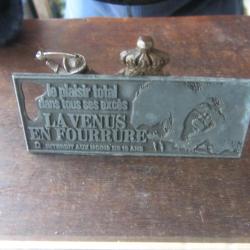 le plaisir total
dans tous ses excès
LA VENUS
EN FOURRURE
INTERDIT AUX MOINS DE 18 ANS